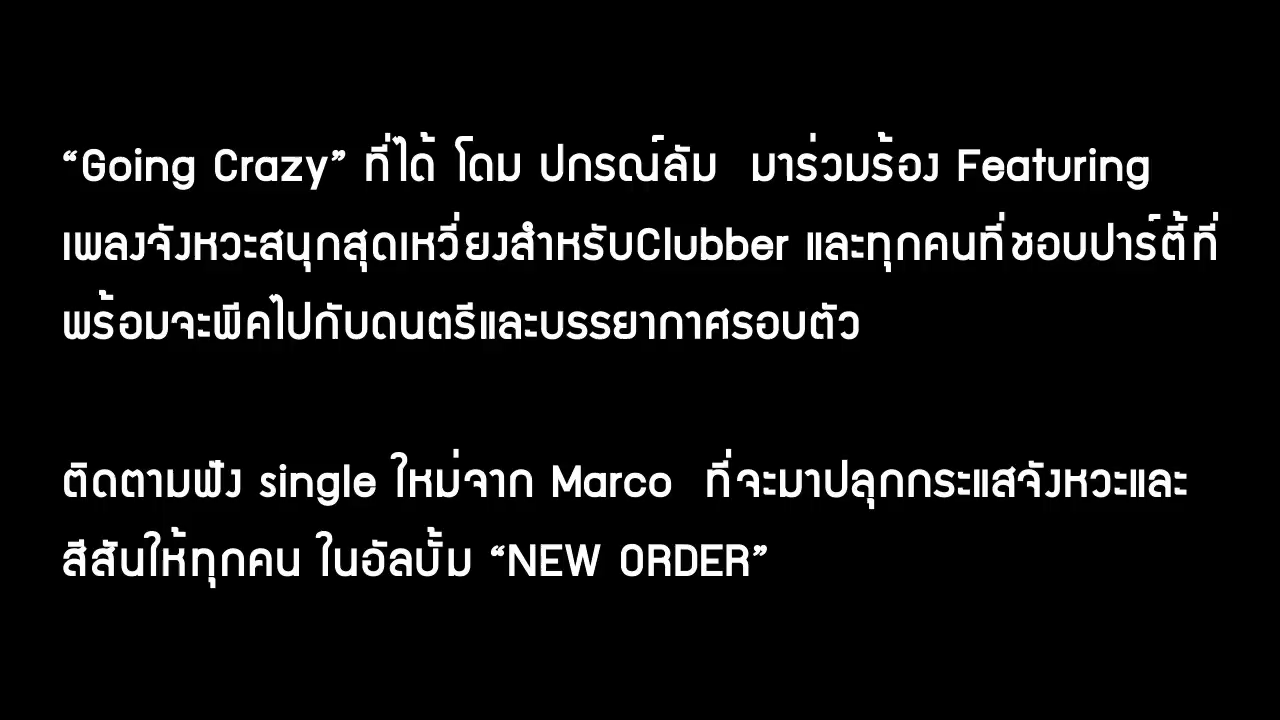 “Going Crazy” ที่ได้ โดม ปกรณ์ลัม มาร่วมร้อง Featuring
เพลงจังหวะสนุกสุดเหวี่ยงสำหรับClubber และทุกคนที่ชอบปาร์ตี้ที่
พร้อมจะพีคไปกับดนตรีและบรรยากาศรอบตัว
ติดตามฟัง single ใหม่จาก Marco ที่จะมาปลุกกระแสจังหวะและ
สีสันให้ทุกคน ในอัลบั้ม “NEW ORDER”